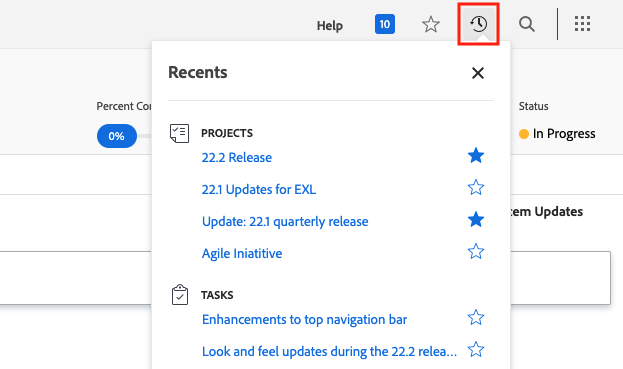 Help 10
Recents
Percent Con
Status
0%
In Progress
PROJECTS
22.2 Release
22.1 Updates for EXL
tem Updates
Update: 22.1 quarterly release
Agile Iniatitive
TASKS
Enhancements to top navigation bar
Look and feel updates during the 22.2 relea...